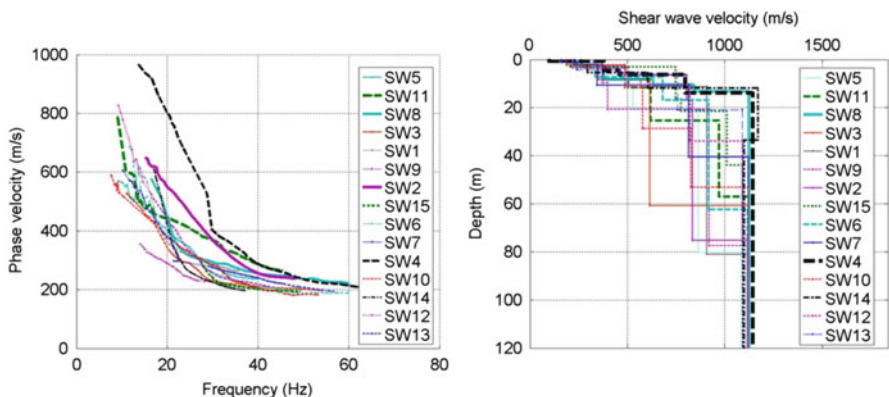 Phase velocity (m/s)
1000
800
600
400
200
0
0 20 40 60 80
Frequency (Hz)
SW5
SW11
SW8
SW3
SW1
SW9
SW2
SW15
SW6
SW7
SW4
SW10
SW14
SW12
SW13
Shear wave velocity (m/s)
0 500 1000 1500
Depth (m)
0
20
40
60
80
100
120
SW5
SW11
SW8
SW3
SW1
SW9
SW2
SW15
SW6
SW7
SW4
SW10
SW14
SW12
SW13